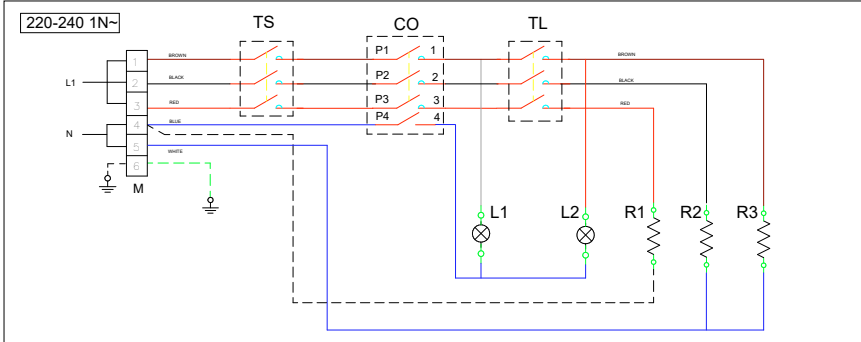 220-240 1N~
TS
CO
TL
P1
1
P2
2
P3
3
P4
4
L1
N
1
2
3
4
5
6
M
BROWN
BLACK
RED
BLUE
WHITE
BROWN
BLACK
RED
L1
L2
R1
R2
R3